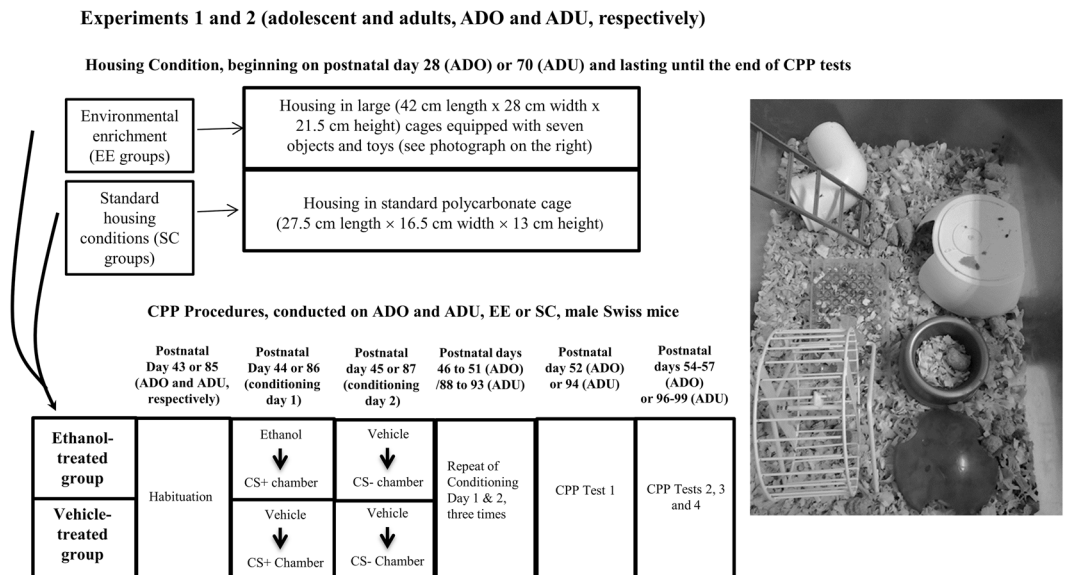 Experiments 1 and 2 (adolescent and adults, ADO and ADU, respectively)
Housing Condition, beginning on postnatal day 28 (ADO) or 70 (ADU) and lasting until the end of CPP tests
Environmental
enrichment
(EE groups)
Housing in large (42 cm length x 28 cm width x
21.5 cm height) cages equipped with seven
objects and toys (see photograph on the right)
Standard
housing
conditions (SC
groups)
Housing in standard polycarbonate cage
(27.5 cm length × 16.5 cm width × 13 cm height)
CPP Procedures, conducted on ADO and ADU, EE or SC, male Swiss mice
Postnatal
Day 43 or 85
(ADO and ADU,
respectively)
Postnatal
Day 44 or 86
(conditioning
day 1)
Postnatal
day 45 or 87
(conditioning
day 2)
Postnatal days
46 to 51 (ADO)
/88 to 93 (ADU)
Postnatal
day 52 (ADO)
or 94 (ADU)
Postnatal
days 54-57
(ADO)
or 96-99 (ADU)
Ethanol-
treated
group
Vehicle-
treated
group
Habituation
Ethanol
CS+ chamber
Vehicle
CS+ Chamber
Vehicle
CS- chamber
Vehicle
CS- Chamber
Repeat of
Conditioning
Day 1 & 2,
three times
CPP Test 1
CPP Tests 2, 3
and 4